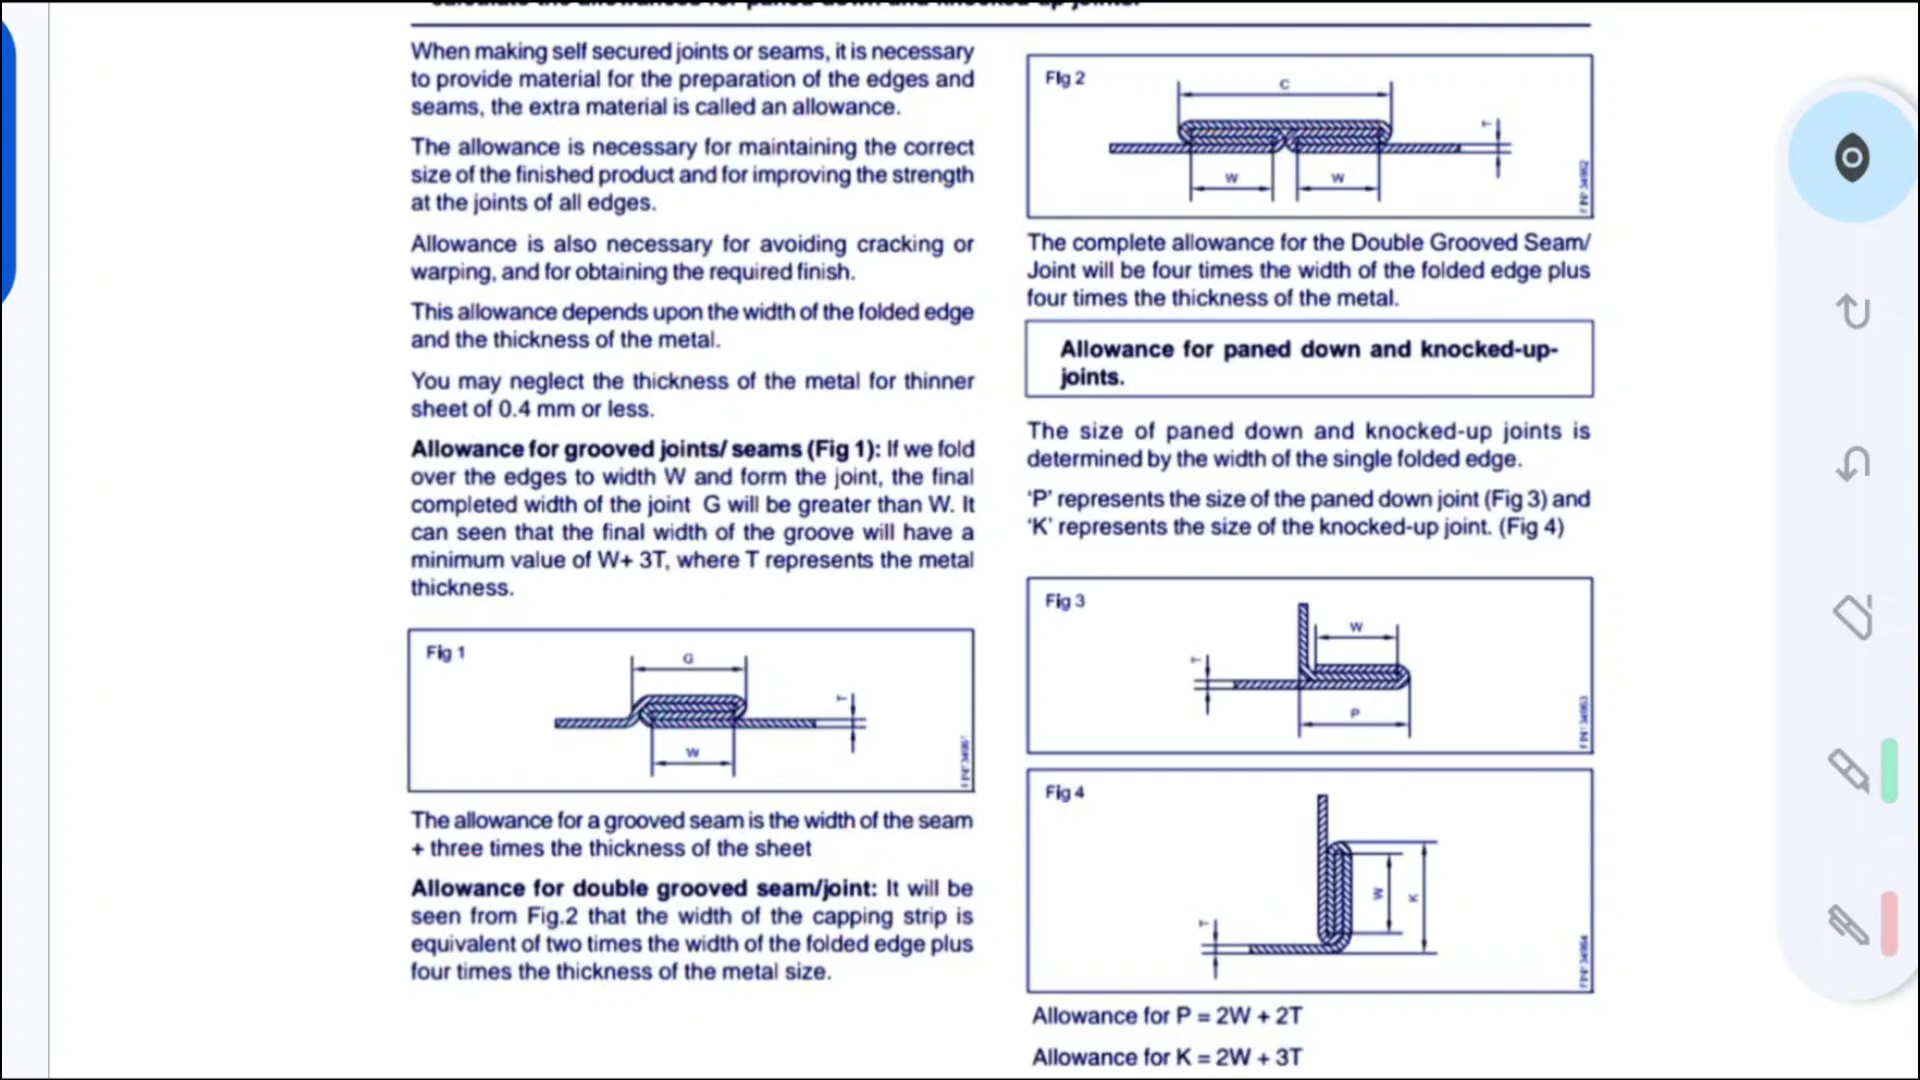 calculate the allowances for paned down and knocked up joints.
When making self secured joints or seams, it is necessary
to provide material for the preparation of the edges and
seams, the extra material is called an allowance.
The allowance is necessary for maintaining the correct
size of the finished product and for improving the strength
at the joints of all edges.
Allowance is also necessary for avoiding cracking or
warping, and for obtaining the required finish.
This allowance depends upon the width of the folded edge
and the thickness of the metal.
You may neglect the thickness of the metal for thinner
sheet of 0.4 mm or less.
Allowance for grooved joints/ seams (Fig 1): If we fold
over the edges to width W and form the joint, the final
completed width of the joint G will be greater than W. It
can seen that the final width of the groove will have a
minimum value of W+ 3T, where T represents the metal
thickness.
Fig 1
G
T
W
The allowance for a grooved seam is the width of the seam
+ three times the thickness of the sheet
Allowance for double grooved seam/joint: It will be
seen from Fig.2 that the width of the capping strip is
equivalent of two times the width of the folded edge plus
four times the thickness of the metal size.
Fig 2
C
T
W W
The complete allowance for the Double Grooved Seam/
Joint will be four times the width of the folded edge plus
four times the thickness of the metal.
Allowance for paned down and knocked-up-
joints.
The size of paned down and knocked-up joints is
determined by the width of the single folded edge.
‘P’ represents the size of the paned down joint (Fig 3) and
‘K’ represents the size of the knocked-up joint. (Fig 4)
Fig 3
W
T
P
Fig 4
W
K
T
Allowance for P = 2W + 2T
Allowance for K = 2W + 3T